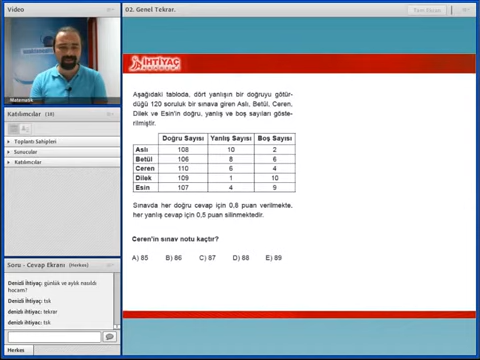 Video
02. Genel Tekrar.
Tam Ekran
Matematik
Katılımcılar (16)
Toplantı Sahipleri
Sunucular
Katılımcılar
Soru - Cevap Ekranı (Herkes)
Denizli İhtiyaç: günlük ve aylık nasıldı
hocam?
Denizli İhtiyaç: tsk
denizli ihtiyac: tekrar
denizli ihtiyac: tsk
Herkes
İHTİYAÇ
Aşağıdaki tabloda, dört yanlışın bir doğruyu götür-
düğü 120 soruluk bir sınava giren Aslı, Betül, Ceren,
Dilek ve Esin'in doğru, yanlış ve boş sayıları göste-
rilmiştir.
Doğru Sayısı Yanlış Sayısı Boş Sayısı
Aslı 108 10 2
Betül 106 8 6
Ceren 110 6 4
Dilek 109 1 10
Esin 107 4 9
Sınavda her doğru cevap için 0,8 puan verilmekte,
her yanlış cevap için 0,5 puan silinmektedir.
Ceren'in sınav notu kaçtır?
A) 85 B) 86 C) 87 D) 88 E) 89